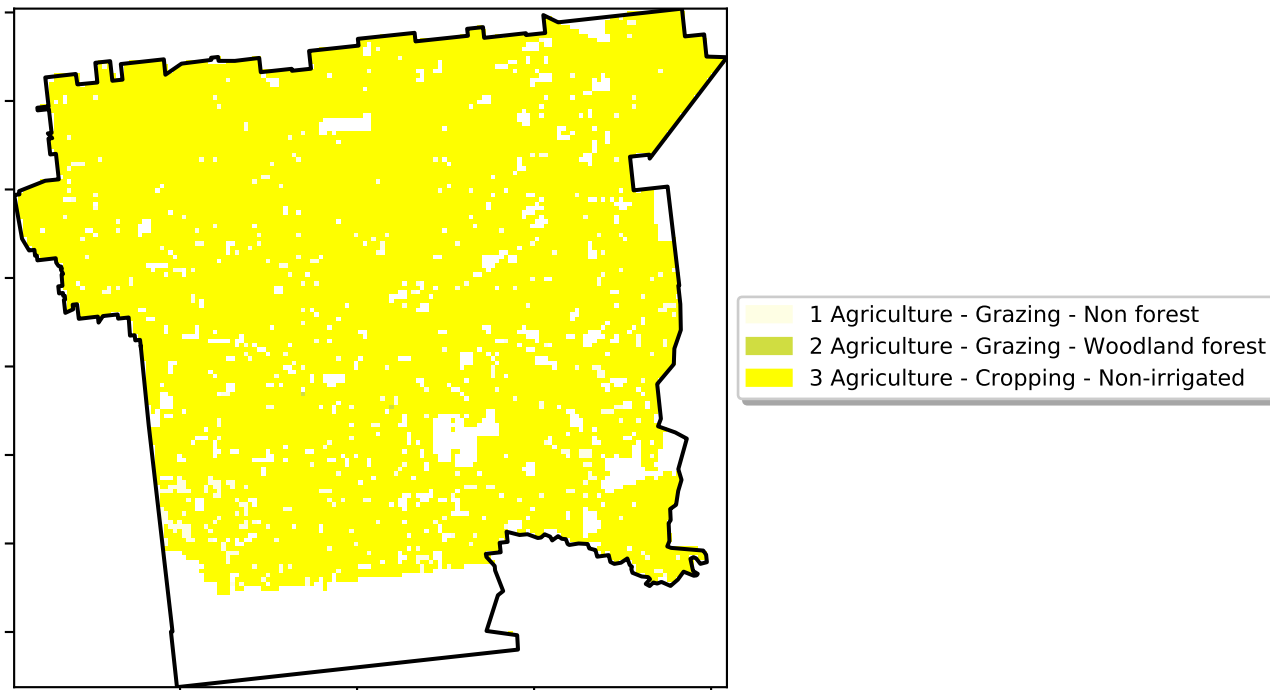 1 Agriculture - Grazing - Non forest
2 Agriculture - Grazing - Woodland forest
3 Agriculture - Cropping - Non-irrigated